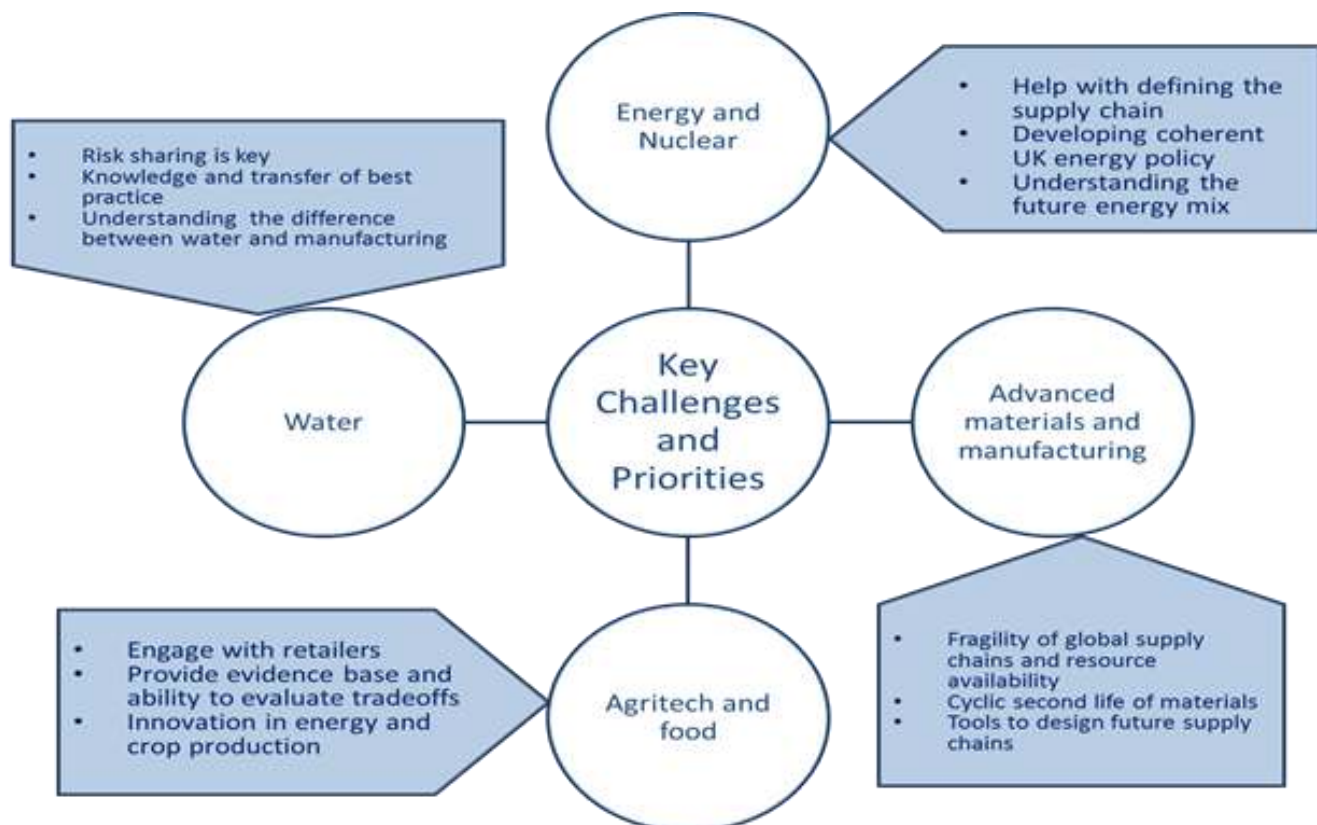 Energy and
Nuclear
• Help with defining the
supply chain
• Developing coherent
UK energy policy
• Understanding the
future energy mix
• Risk sharing is key
• Knowledge and transfer of best
practice
• Understanding the difference
between water and manufacturing
Water
Key
Challenges
and
Priorities
Advanced
materials and
manufacturing
• Engage with retailers
• Provide evidence base and
ability to evaluate tradeoffs
• Innovation in energy and
crop production
Agritech and
food
• Fragility of global supply
chains and resource
availability
• Cyclic second life of materials
• Tools to design future supply
chains